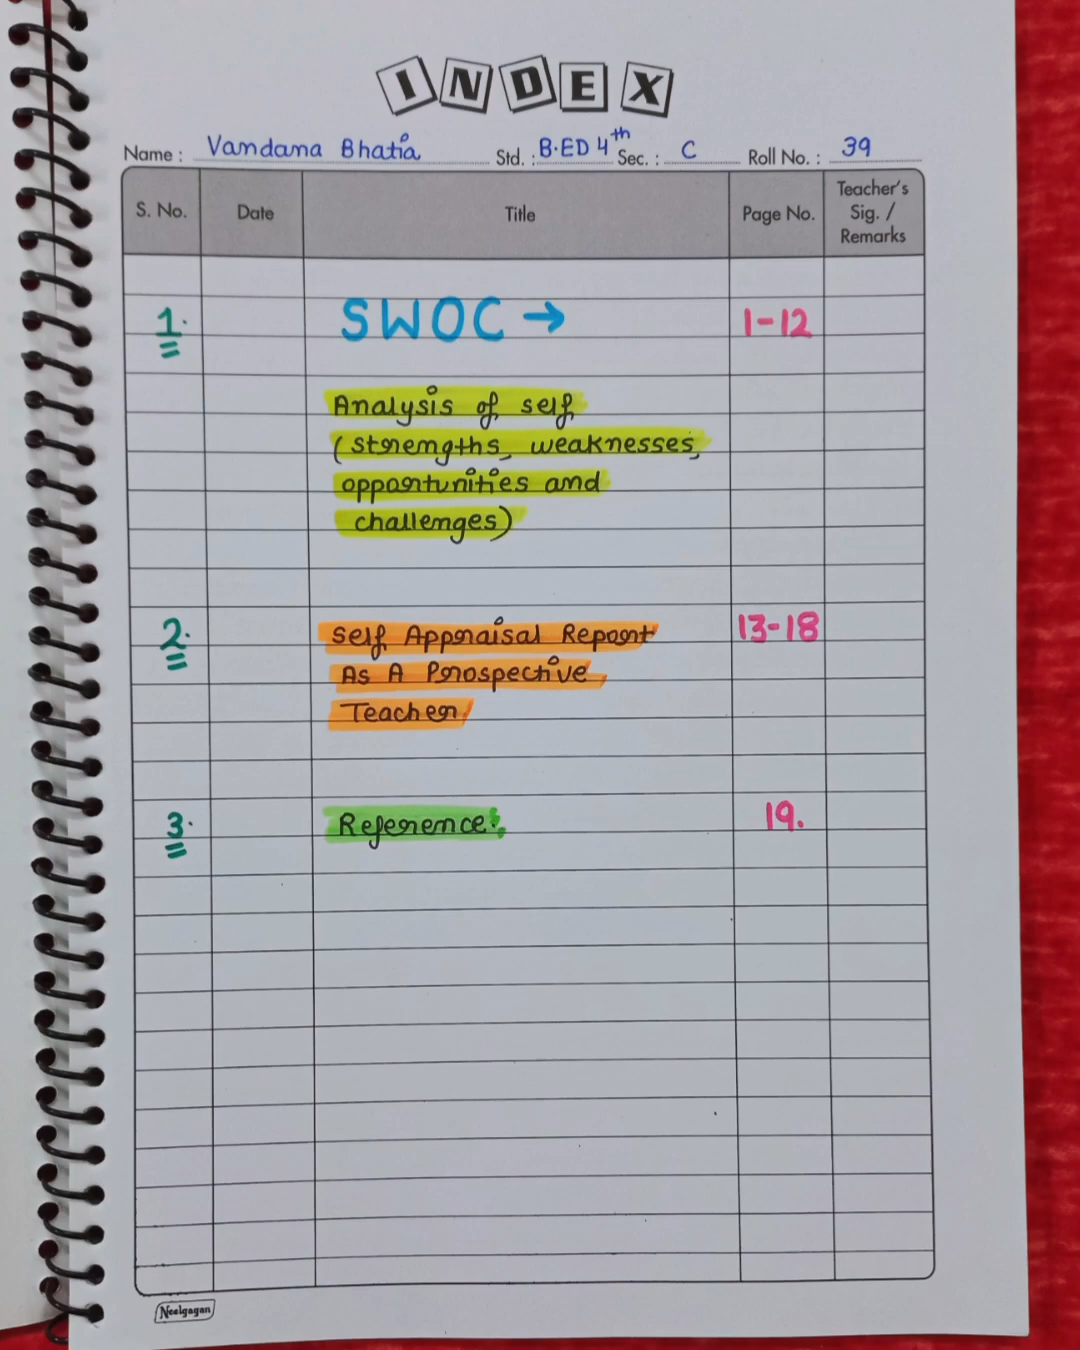 INDEX
Name : Vandana Bhatia Std. : B.ED 4th Sec. : C Roll No. : 39
S. No. Date Title Page No. Teacher's Sig. / Remarks
1. SWOC → 1-12
Analysis of self
(strengths, weaknesses,
opportunities and
challenges)
2. Self Appraisal Report 13-18
As A Prospective
Teacher.
3. Reference. 19.
Neelgagan